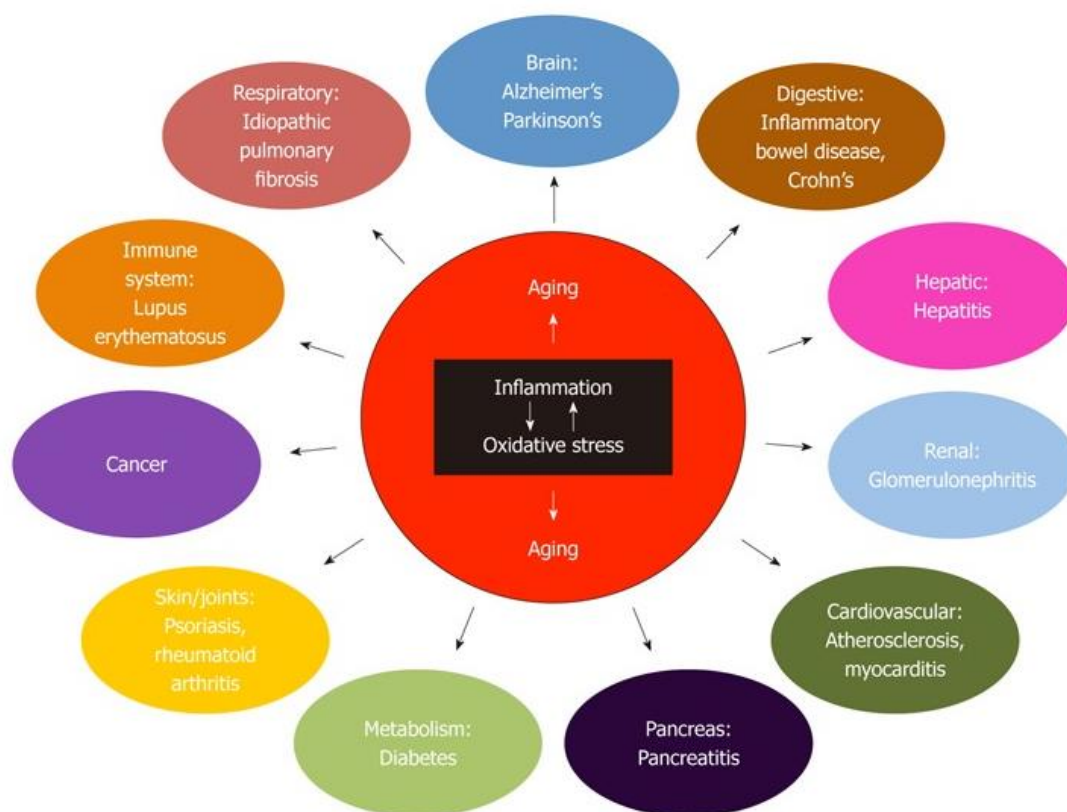 Brain:
Alzheimer's
Parkinson's
Respiratory:
Idiopathic
pulmonary
fibrosis
Digestive:
Inflammatory
bowel disease,
Crohn's
Immune
system:
Lupus
erythematosus
Hepatic:
Hepatitis
Aging
Inflammation
Oxidative stress
Aging
Cancer
Renal:
Glomerulonephritis
Skin/joints:
Psoriasis,
rheumatoid
arthritis
Cardiovascular:
Atherosclerosis,
myocarditis
Metabolism:
Diabetes
Pancreas:
Pancreatitis